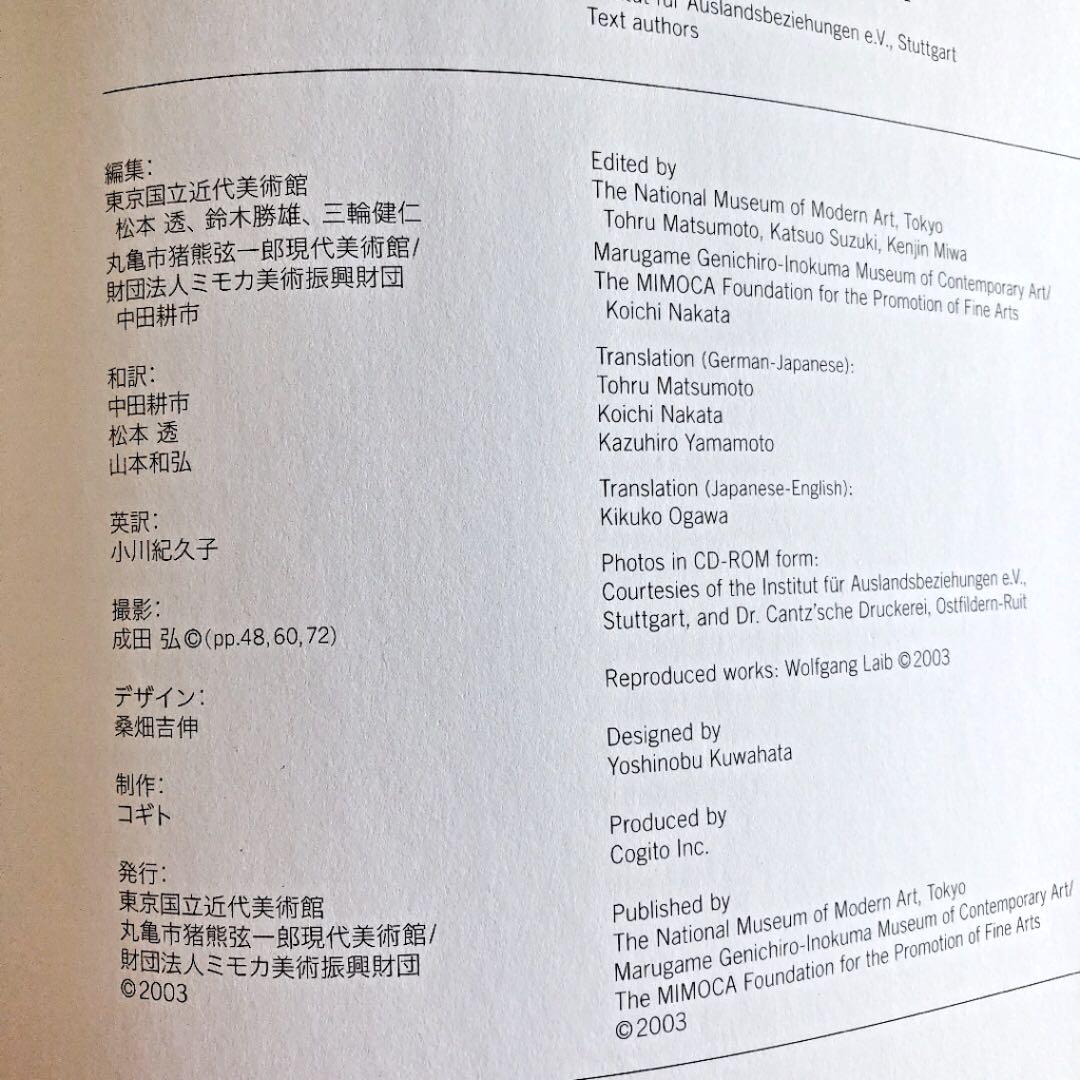 für Auslandsbeziehungen e.V., Stuttgart
Text authors
編集:
東京国立近代美術館
松本 透、鈴木勝雄、三輪健仁
丸亀市猪熊弦一郎現代美術館/
財団法人ミモカ美術振興財団
中田耕市
和訳:
中田耕市
松本 透
山本和弘
英訳:
小川紀久子
撮影:
成田 弘©(pp.48,60,72)
デザイン:
桑畑吉伸
制作:
コギト
発行:
東京国立近代美術館
丸亀市猪熊弦一郎現代美術館/
財団法人ミモカ美術振興財団
©2003
Edited by
The National Museum of Modern Art, Tokyo
Tohru Matsumoto, Katsuo Suzuki, Kenjin Miwa
Marugame Genichiro-Inokuma Museum of Contemporary Art/
The MIMOCA Foundation for the Promotion of Fine Arts
Koichi Nakata
Translation (German-Japanese):
Tohru Matsumoto
Koichi Nakata
Kazuhiro Yamamoto
Translation (Japanese-English):
Kikuko Ogawa
Photos in CD-ROM form:
Courtesies of the Institut für Auslandsbeziehungen e.V.,
Stuttgart, and Dr. Cantz'sche Druckerei, Ostfildern-Ruit
Reproduced works: Wolfgang Laib ©2003
Designed by
Yoshinobu Kuwahata
Produced by
Cogito Inc.
Published by
The National Museum of Modern Art, Tokyo
Marugame Genichiro-Inokuma Museum of Contemporary Art/
The MIMOCA Foundation for the Promotion of Fine Arts
©2003